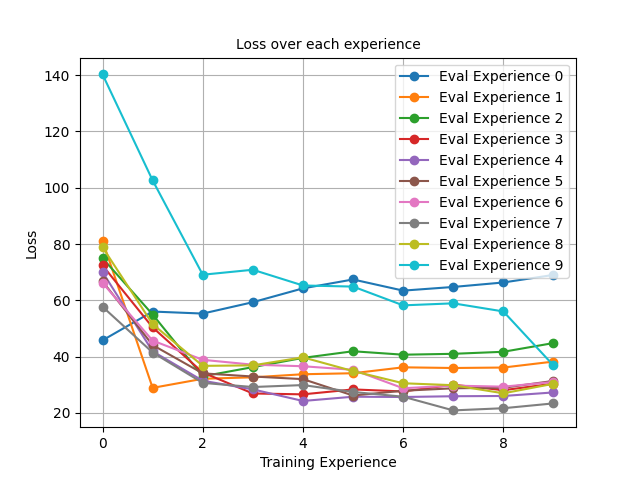 Loss over each experience
Loss
140
120
100
80
60
40
20
Eval Experience 0
Eval Experience 1
Eval Experience 2
Eval Experience 3
Eval Experience 4
Eval Experience 5
Eval Experience 6
Eval Experience 7
Eval Experience 8
Eval Experience 9
0 2 4 6 8
Training Experience